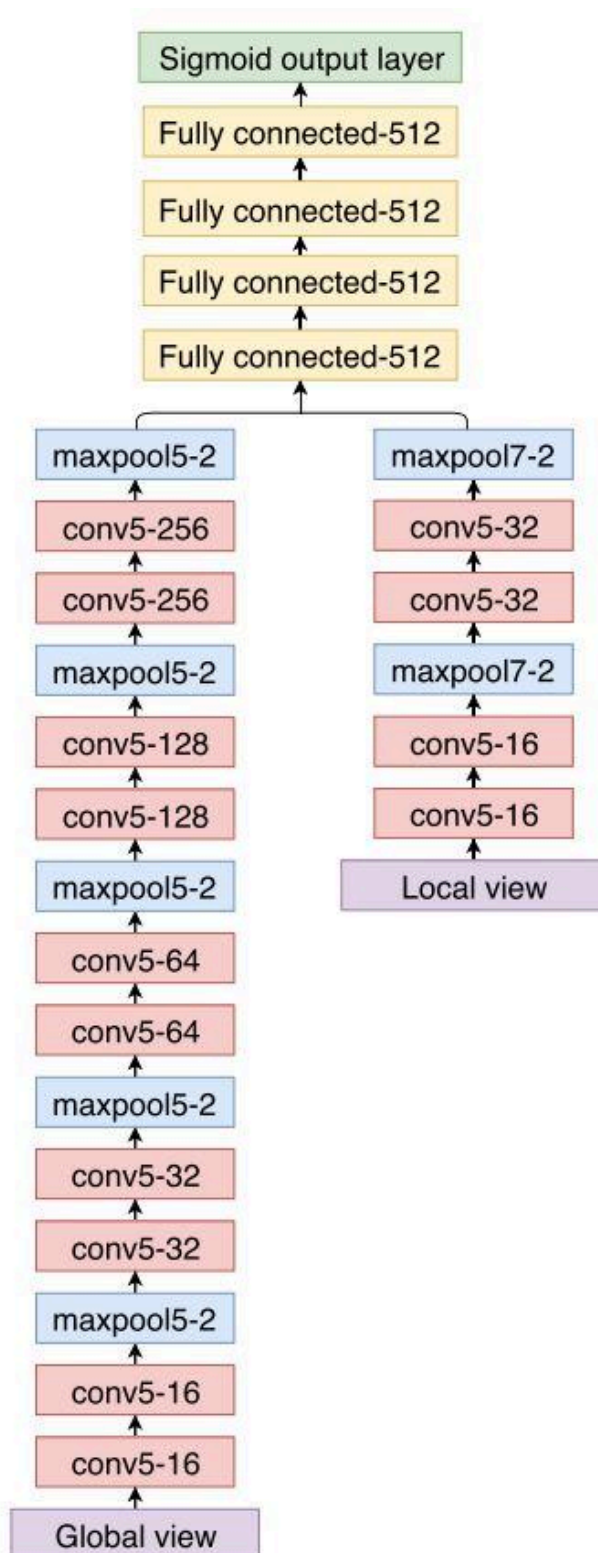 Sigmoid output layer
Fully connected-512
Fully connected-512
Fully connected-512
Fully connected-512
maxpool5-2
conv5-256
conv5-256
maxpool5-2
conv5-128
conv5-128
maxpool5-2
conv5-64
conv5-64
maxpool5-2
conv5-32
conv5-32
maxpool5-2
conv5-16
conv5-16
Global view
maxpool7-2
conv5-32
conv5-32
maxpool7-2
conv5-16
conv5-16
Local view